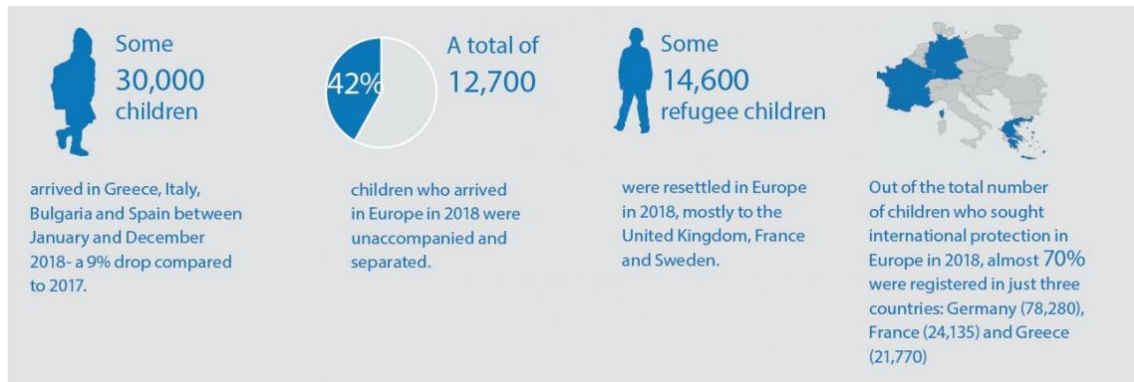 Some
30,000
children
arrived in Greece, Italy,
Bulgaria and Spain between
January and December
2018- a 9% drop compared
to 2017.
42%
A total of
12,700
children who arrived
in Europe in 2018 were
unaccompanied and
separated.
Some
14,600
refugee children
were resettled in Europe
in 2018, mostly to the
United Kingdom, France
and Sweden.
Out of the total number
of children who sought
international protection in
Europe in 2018, almost 70%
were registered in just three
countries: Germany (78,280),
France (24,135) and Greece
(21,770)